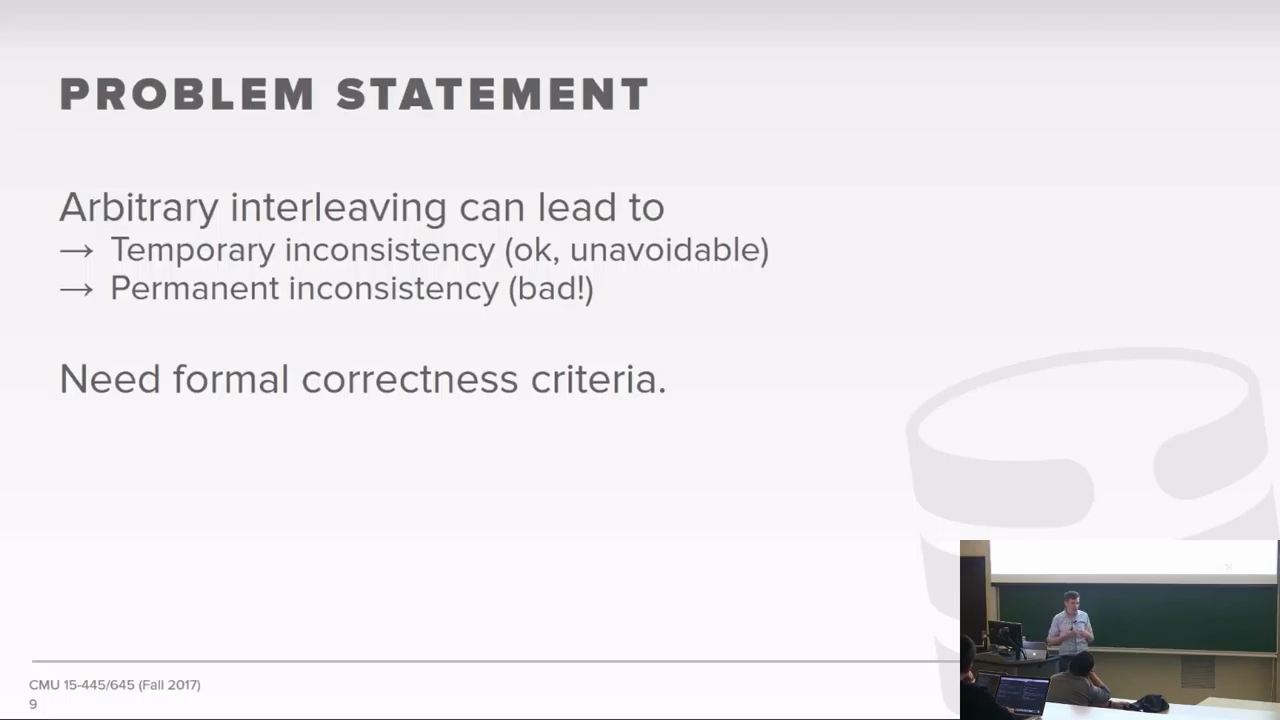 PROBLEM STATEMENT
Arbitrary interleaving can lead to
→ Temporary inconsistency (ok, unavoidable)
→ Permanent inconsistency (bad!)
Need formal correctness criteria.
CMU 15-445/645 (Fall 2017)
9